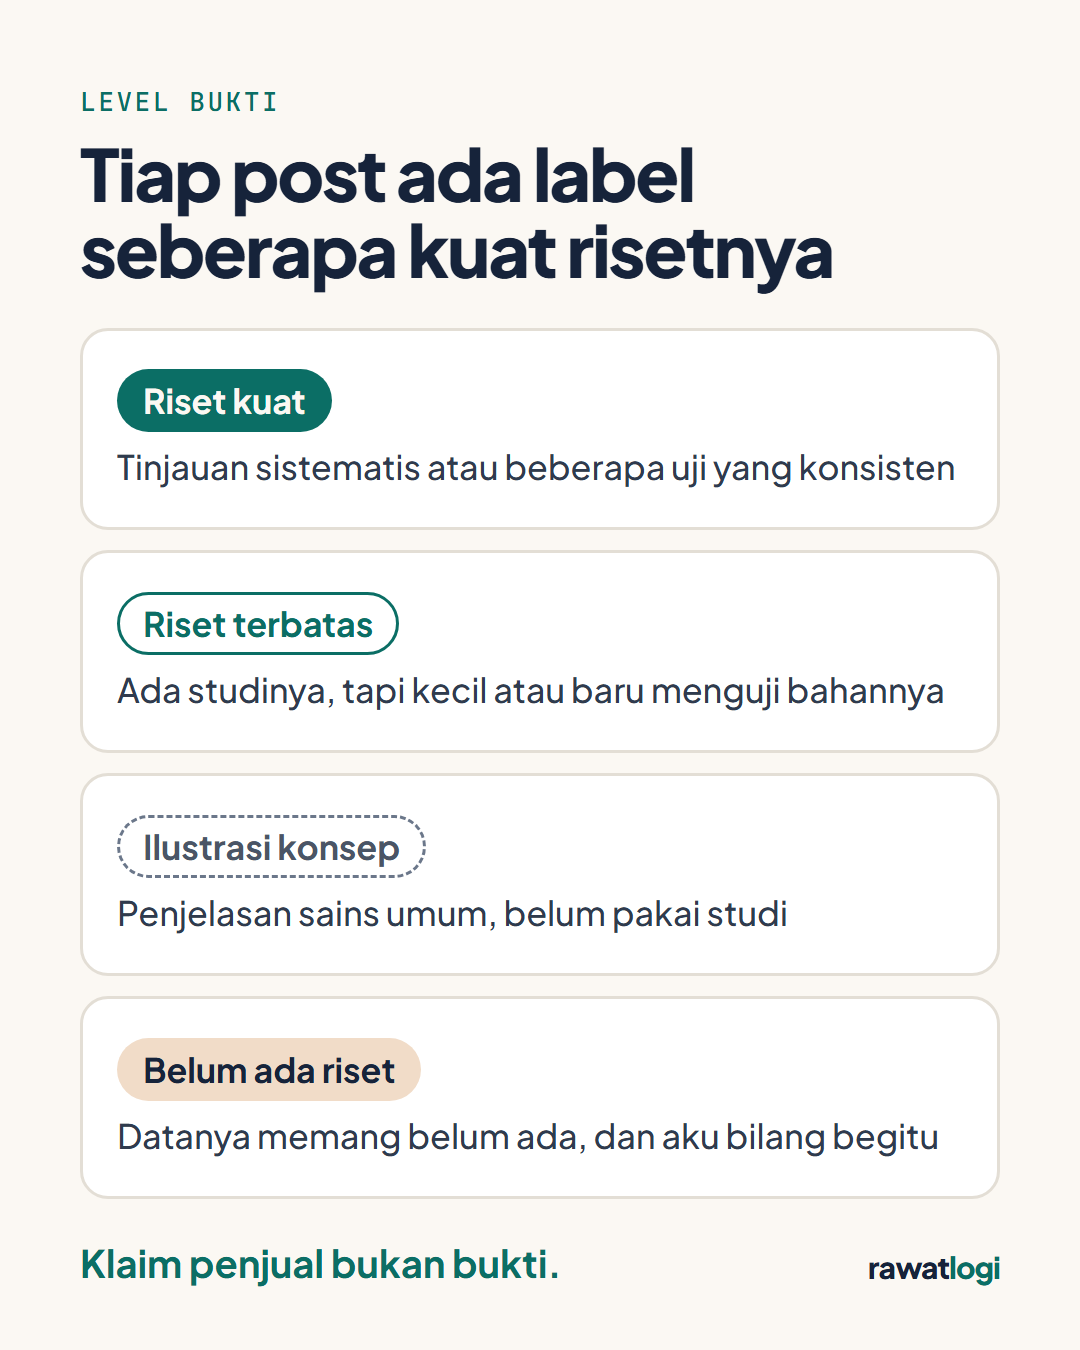 LEVEL BUKTI
Tiap post ada label
seberapa kuat risetnya
Riset kuat
Tinjauan sistematis atau beberapa uji yang konsisten
Riset terbatas
Ada studinya, tapi kecil atau baru menguji bahannya
Ilustrasi konsep
Penjelasan sains umum, belum pakai studi
Belum ada riset
Datanya memang belum ada, dan aku bilang begitu
Klaim penjual bukan bukti.
rawatlogi